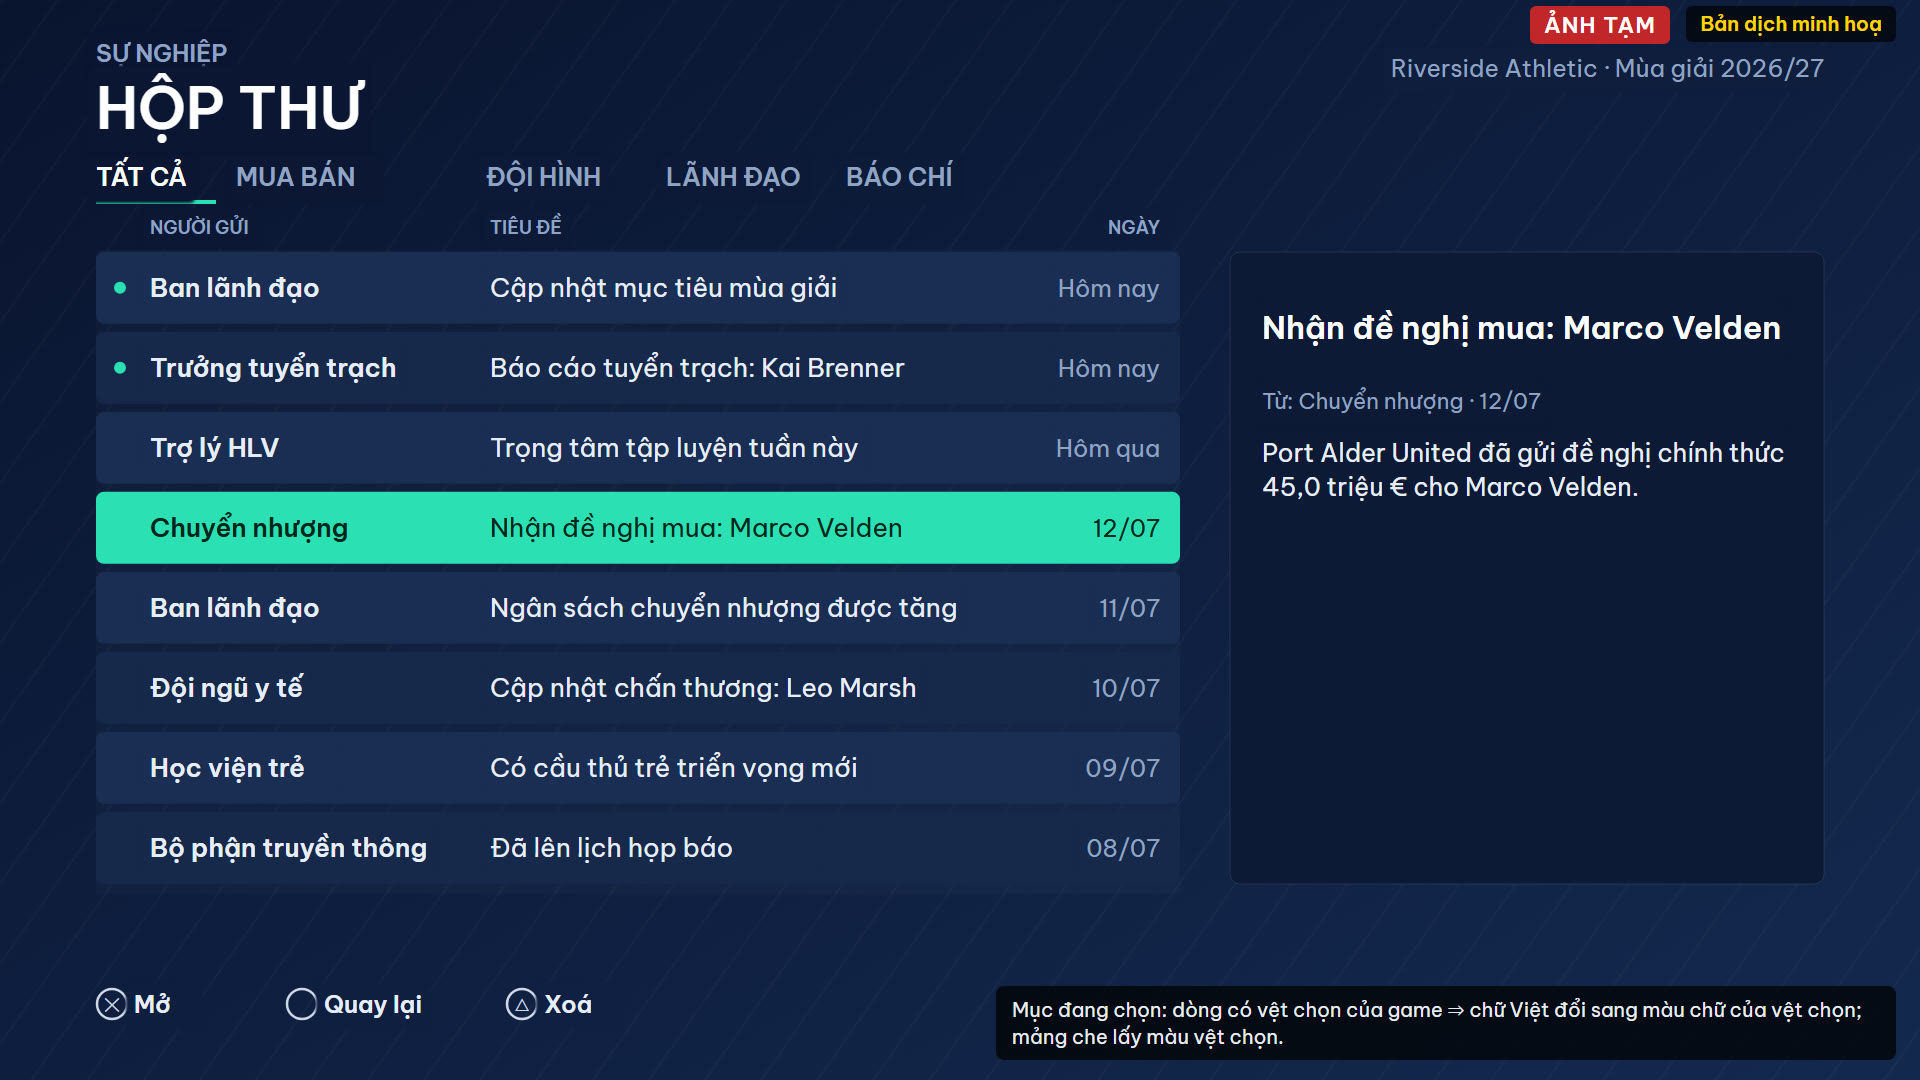 ẢNH TẠM
Bản dịch minh hoạ
SỰ NGHIỆP
Riverside Athletic · Mùa giải 2026/27
HỘP THƯ
TẤT CẢ
MUA BÁN
ĐỘI HÌNH
LÃNH ĐẠO
BÁO CHÍ
NGƯỜI GỬI
TIÊU ĐỀ
NGÀY
Ban lãnh đạo
Cập nhật mục tiêu mùa giải
Hôm nay
Trưởng tuyển trạch
Báo cáo tuyển trạch: Kai Brenner
Hôm nay
Trợ lý HLV
Trọng tâm tập luyện tuần này
Hôm qua
Chuyển nhượng
Nhận đề nghị mua: Marco Velden
12/07
Ban lãnh đạo
Ngân sách chuyển nhượng được tăng
11/07
Đội ngũ y tế
Cập nhật chấn thương: Leo Marsh
10/07
Học viện trẻ
Có cầu thủ trẻ triển vọng mới
09/07
Bộ phận truyền thông
Đã lên lịch họp báo
08/07
Nhận đề nghị mua: Marco Velden
Từ: Chuyển nhượng · 12/07
Port Alder United đã gửi đề nghị chính thức
45,0 triệu € cho Marco Velden.
Mở
Quay lại
Xoá
Mục đang chọn: dòng có vệt chọn của game ⇒ chữ Việt đổi sang màu chữ của vệt chọn;
mảng che lấy màu vệt chọn.